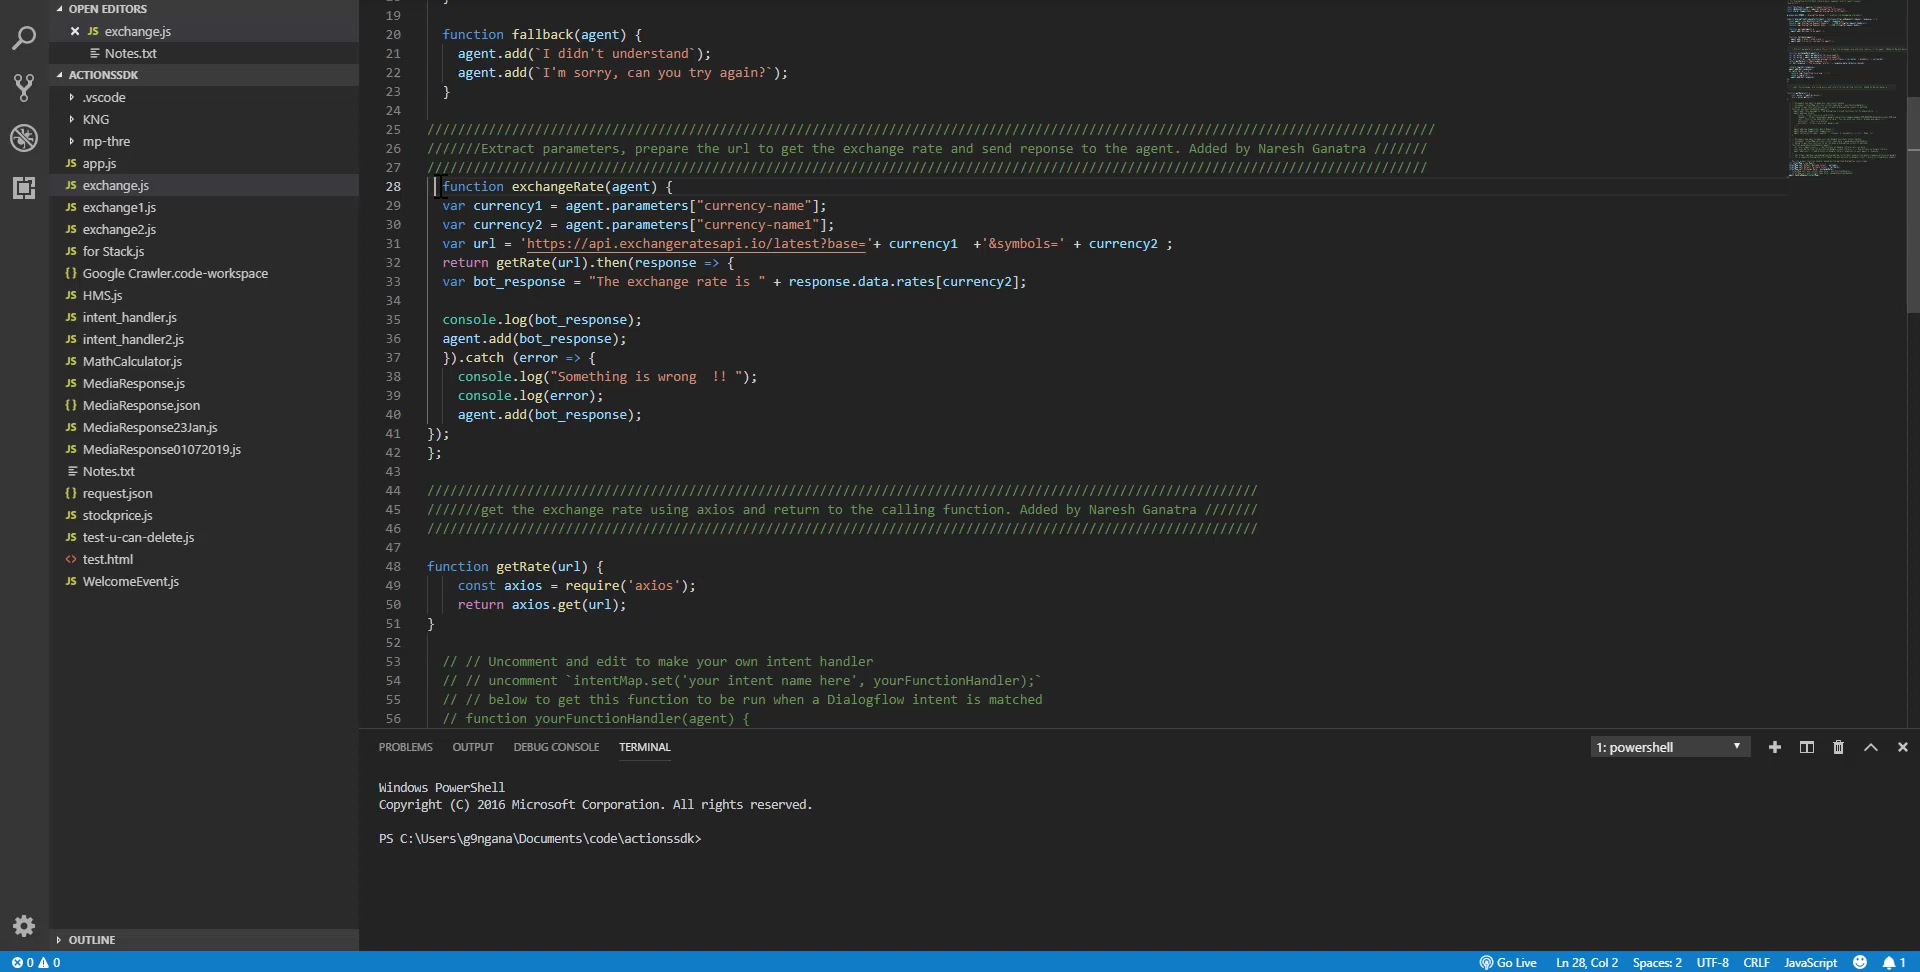 OPEN EDITORS
JS exchange.js
Notes.txt
ACTIONSSDK
.vscode
KNG
mp-thre
JS app.js
JS exchange.js
JS exchange1.js
JS exchange2.js
JS for Stack.js
{} Google Crawler.code-workspace
JS HMS.js
JS intent_handler.js
JS intent_handler2.js
JS MathCalculator.js
JS MediaResponse.js
{} MediaResponse.json
JS MediaResponse23Jan.js
JS MediaResponse01072019.js
Notes.txt
{} request.json
JS stockprice.js
JS test-u-can-delete.js
<> test.html
JS WelcomeEvent.js
OUTLINE
19
20 function fallback(agent) {
21 agent.add(`I didn't understand`);
22 agent.add(`I'm sorry, can you try again?`);
23 }
24
25 ///////////////////////////////////////////////////////////////////////////////////////////////////////////////////////////////////
26 ///////Extract parameters, prepare the url to get the exchange rate and send reponse to the agent. Added by Naresh Ganatra ///////
27 //////////////////////////////////////////////////////////////////////////////////////////////////////////////////////////////////
28 function exchangeRate(agent) {
29 var currency1 = agent.parameters["currency-name"];
30 var currency2 = agent.parameters["currency-name1"];
31 var url = 'https://api.exchangeratesapi.io/latest?base='+ currency1  +'&symbols=' + currency2 ;
32 return getRate(url).then(response => {
33 var bot_response = "The exchange rate is " + response.data.rates[currency2];
34
35 console.log(bot_response);
36 agent.add(bot_response);
37 }).catch (error => {
38 console.log("Something is wrong  !! ");
39 console.log(error);
40 agent.add(bot_response);
41 });
42 };
43
44 ////////////////////////////////////////////////////////////////////////////////////////////////////////////
45 ///////get the exchange rate using axios and return to the calling function. Added by Naresh Ganatra ///////
46 ////////////////////////////////////////////////////////////////////////////////////////////////////////////
47
48 function getRate(url) {
49 const axios = require('axios');
50 return axios.get(url);
51 }
52
53 // // Uncomment and edit to make your own intent handler
54 // // uncomment `intentMap.set('your intent name here', yourFunctionHandler);`
55 // // below to get this function to be run when a Dialogflow intent is matched
56 // function yourFunctionHandler(agent) {
PROBLEMS OUTPUT DEBUG CONSOLE TERMINAL 1: powershell
Windows PowerShell
Copyright (C) 2016 Microsoft Corporation. All rights reserved.
PS C:\Users\g9ngana\Documents\code\actionssdk>
0 0 Go Live Ln 28, Col 2 Spaces: 2 UTF-8 CRLF JavaScript 1